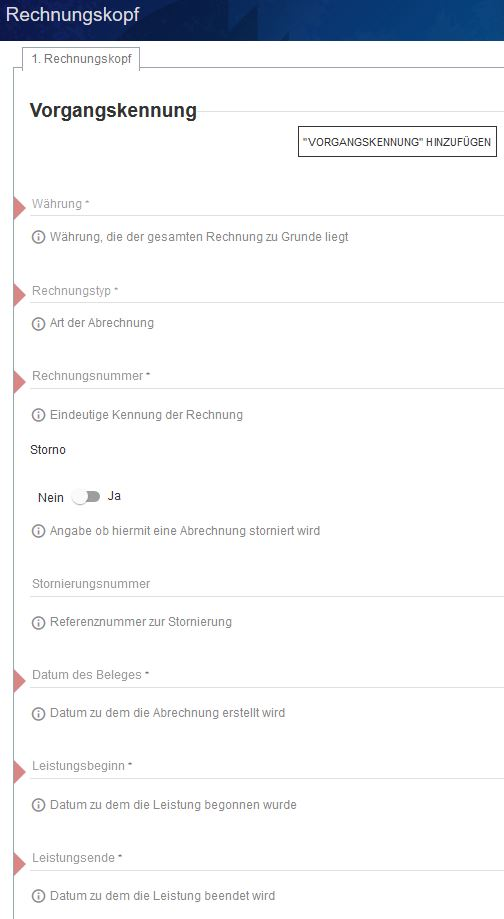 Rechnungskopf
1. Rechnungskopf
Vorgangskennung
"VORGANGSKENNUNG" HINZUFÜGEN
Währung *
Währung, die der gesamten Rechnung zu Grunde liegt
Rechnungstyp *
Art der Abrechnung
Rechnungsnummer *
Eindeutige Kennung der Rechnung
Storno
Nein Ja
Angabe ob hiermit eine Abrechnung storniert wird
Stornierungsnummer
Referenznummer zur Stornierung
Datum des Beleges *
Datum zu dem die Abrechnung erstellt wird
Leistungsbeginn *
Datum zu dem die Leistung begonnen wurde
Leistungsende *
Datum zu dem die Leistung beendet wird